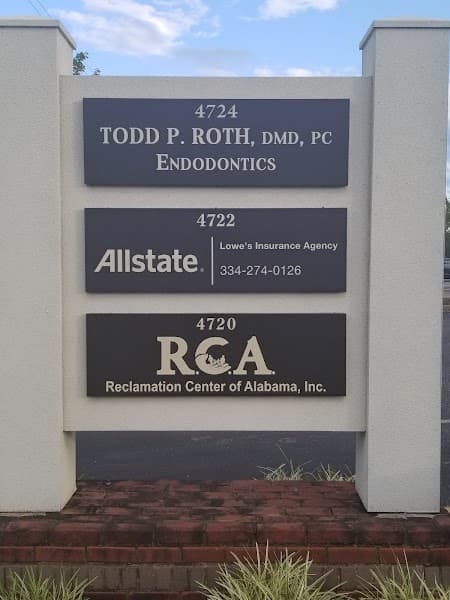 4724
TODD P. ROTH, DMD, PC
ENDODONTICS
4722
Allstate®
Lowe's Insurance Agency
334-274-0126
4720
R.C.A.
Reclamation Center of Alabama, Inc.